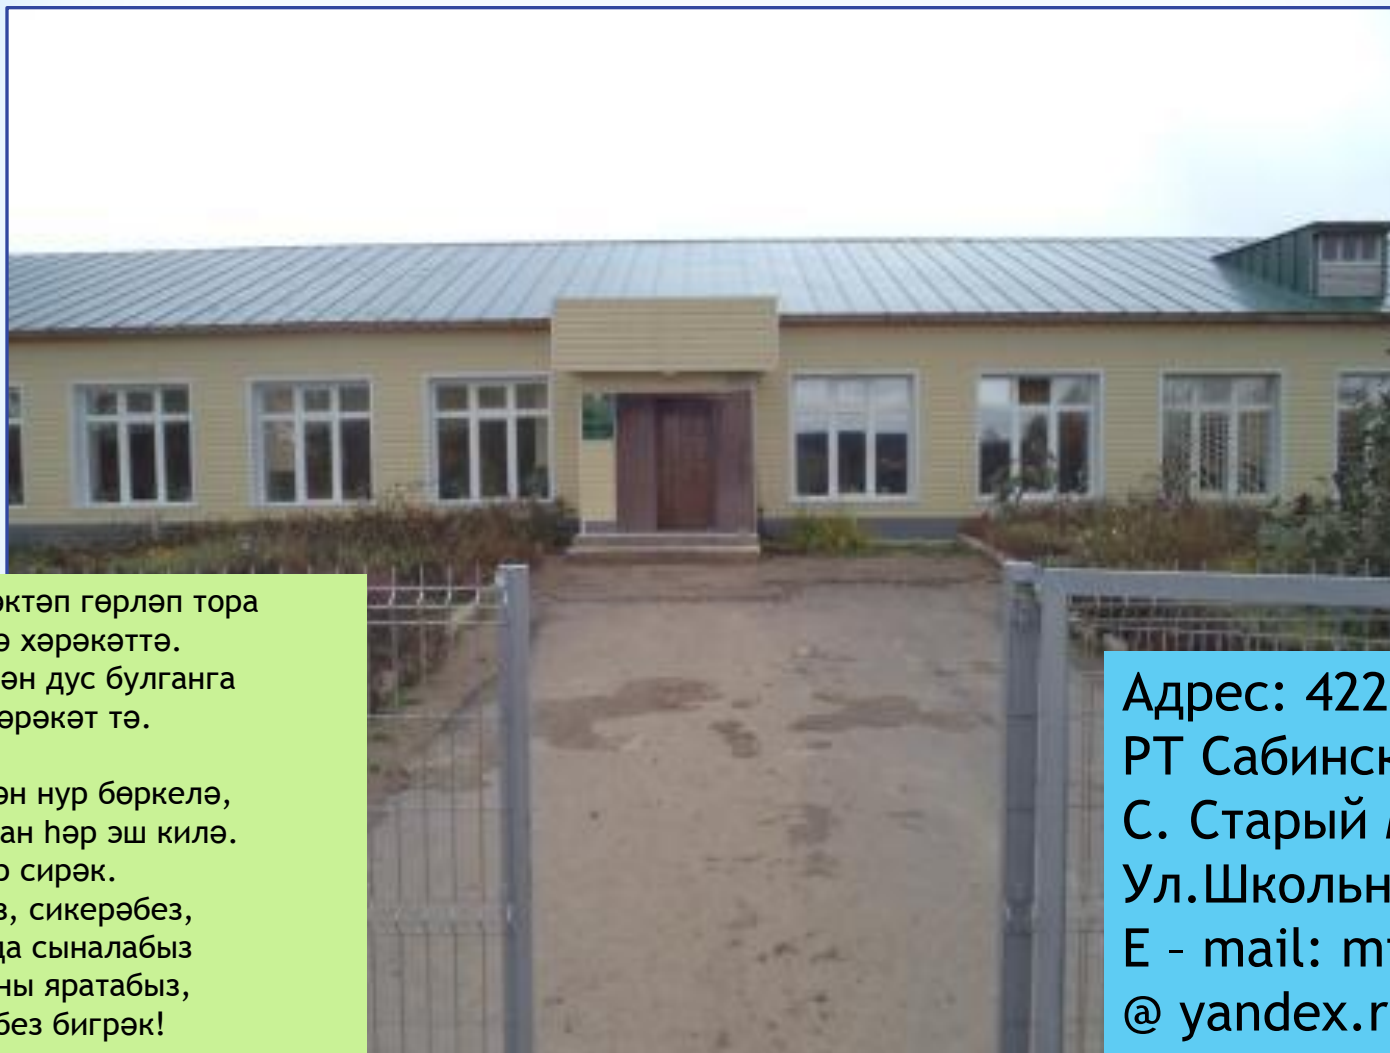 әктәп гөрләп тора
ә хәрәкәттә.
ән дус булганга
әрәкәт тә.
ән нур бөркелә,
ан һәр эш килә.
р сирәк.
з, сикерәбез,
да сыналабыз
ны яратабыз,
без бигрәк!
Адрес: 422
РТ Сабинск
С. Старый
Ул.Школьн
E – mail: m
@ yandex.r